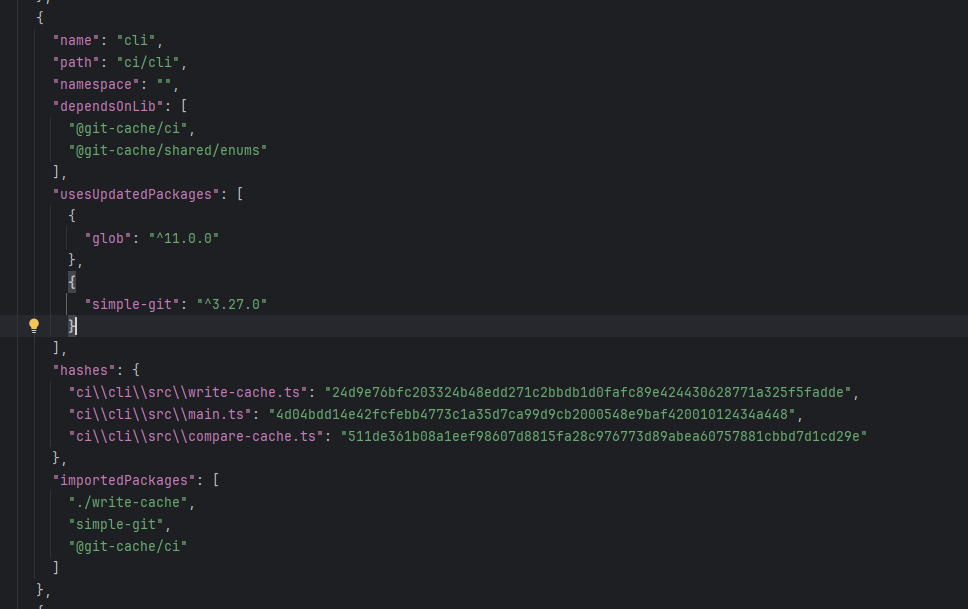 },
{
"name": "cli",
"path": "ci/cli",
"namespace": "",
"dependsOnLib": [
"@git-cache/ci",
"@git-cache/shared/enums"
],
"usesUpdatedPackages": [
{
"glob": "^11.0.0"
},
{
"simple-git": "^3.27.0"
}
],
"hashes": {
"ci\\cli\\src\\write-cache.ts": "24d9e76bfc203324b48edd271c2bbdb1d0fafc89e424430628771a325f5fadde",
"ci\\cli\\src\\main.ts": "4d04bdd14e42fcfebb4773c1a35d7ca99d9cb2000548e9baf42001012434a448",
"ci\\cli\\src\\compare-cache.ts": "511de361b08a1eef98607d8815fa28c976773d89abea60757881cbbd7d1cd29e"
},
"importedPackages": [
"./write-cache",
"simple-git",
"@git-cache/ci"
]
},
{